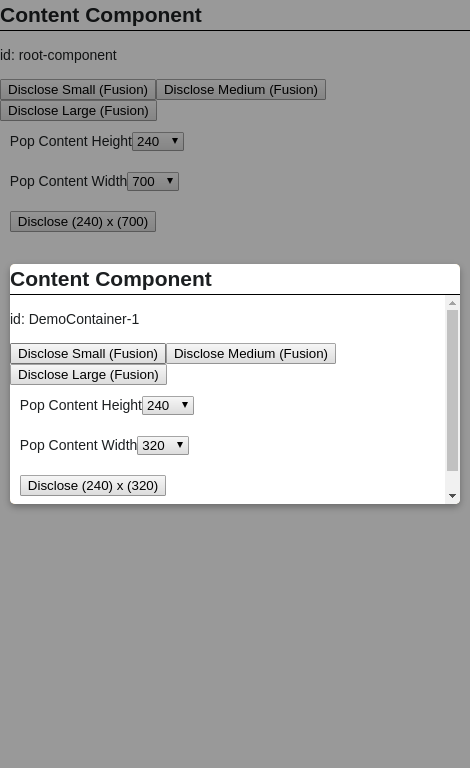 Content Component
id: root-component
Disclose Small (Fusion) Disclose Medium (Fusion)
Disclose Large (Fusion)
Pop Content Height 240
Pop Content Width 700
Disclose (240) x (700)
Content Component
id: DemoContainer-1
Disclose Small (Fusion) Disclose Medium (Fusion)
Disclose Large (Fusion)
Pop Content Height 240
Pop Content Width 320
Disclose (240) x (320)